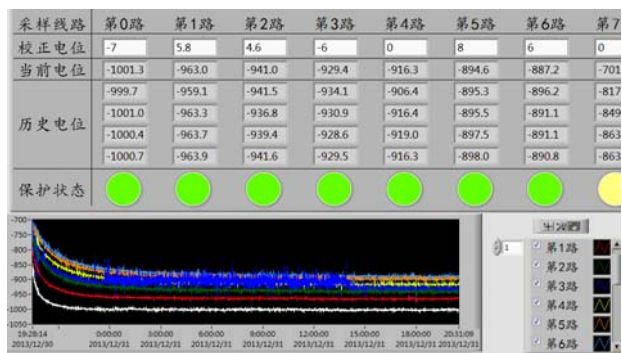 采样线路 第0路 第1路 第2路 第3路 第4路 第5路 第6路 第7
校正电位 -7 5.8 4.6 -6 0 8 6 0
当前电位 -1001.3 -963.0 -941.0 -929.4 -916.3 -894.6 -887.2 -701
-999.7 -959.1 -941.5 -934.1 -906.4 -895.3 -896.2 -817
历史电位 -1001.0 -963.3 -936.8 -930.9 -916.4 -895.5 -891.1 -849
-1000.4 -963.7 -939.4 -928.6 -919.0 -897.5 -891.1 -863
-1000.7 -963.9 -941.6 -929.5 -916.3 -898.0 -890.8 -863
保护状态
-700
-750
-800
-850
-900
-950
-1000
-1050
19:28:14 0:00:00 3:00:00 6:00:00 9:00:00 12:00:00 15:00:00 18:00:00 20:31:09
2013/12/30 2013/12/31 2013/12/31 2013/12/31 2013/12/31 2013/12/31 2013/12/31 2013/12/31 2013/12/31
1
第1路
第2路
第3路
第4路
第5路
第6路